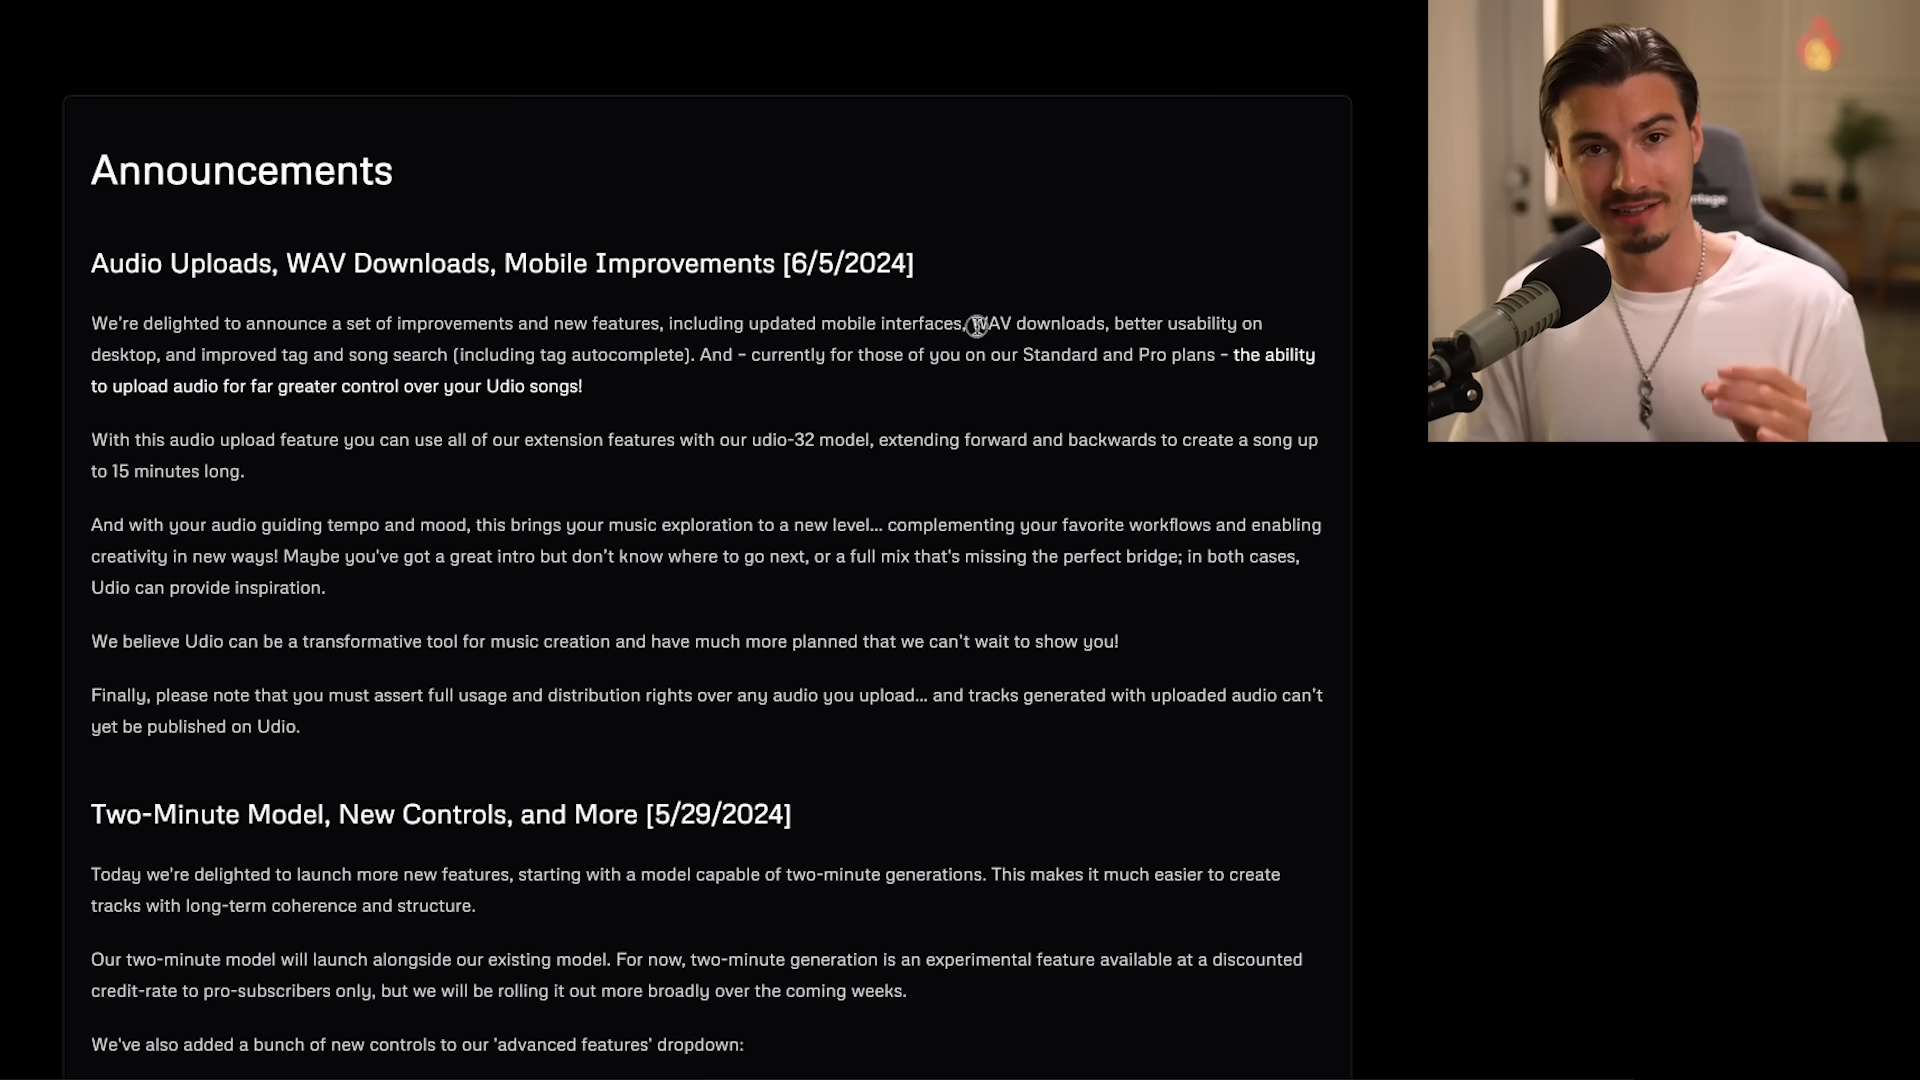 Announcements
Audio Uploads, WAV Downloads, Mobile Improvements [6/5/2024]
We're delighted to announce a set of improvements and new features, including updated mobile interfaces, WAV downloads, better usability on
desktop, and improved tag and song search (including tag autocomplete). And – currently for those of you on our Standard and Pro plans – the ability
to upload audio for far greater control over your Udio songs!
With this audio upload feature you can use all of our extension features with our udio-32 model, extending forward and backwards to create a song up
to 15 minutes long.
And with your audio guiding tempo and mood, this brings your music exploration to a new level... complementing your favorite workflows and enabling
creativity in new ways! Maybe you've got a great intro but don't know where to go next, or a full mix that's missing the perfect bridge; in both cases,
Udio can provide inspiration.
We believe Udio can be a transformative tool for music creation and have much more planned that we can't wait to show you!
Finally, please note that you must assert full usage and distribution rights over any audio you upload... and tracks generated with uploaded audio can't
yet be published on Udio.
Two-Minute Model, New Controls, and More [5/29/2024]
Today we're delighted to launch more new features, starting with a model capable of two-minute generations. This makes it much easier to create
tracks with long-term coherence and structure.
Our two-minute model will launch alongside our existing model. For now, two-minute generation is an experimental feature available at a discounted
credit-rate to pro-subscribers only, but we will be rolling it out more broadly over the coming weeks.
We've also added a bunch of new controls to our 'advanced features' dropdown: